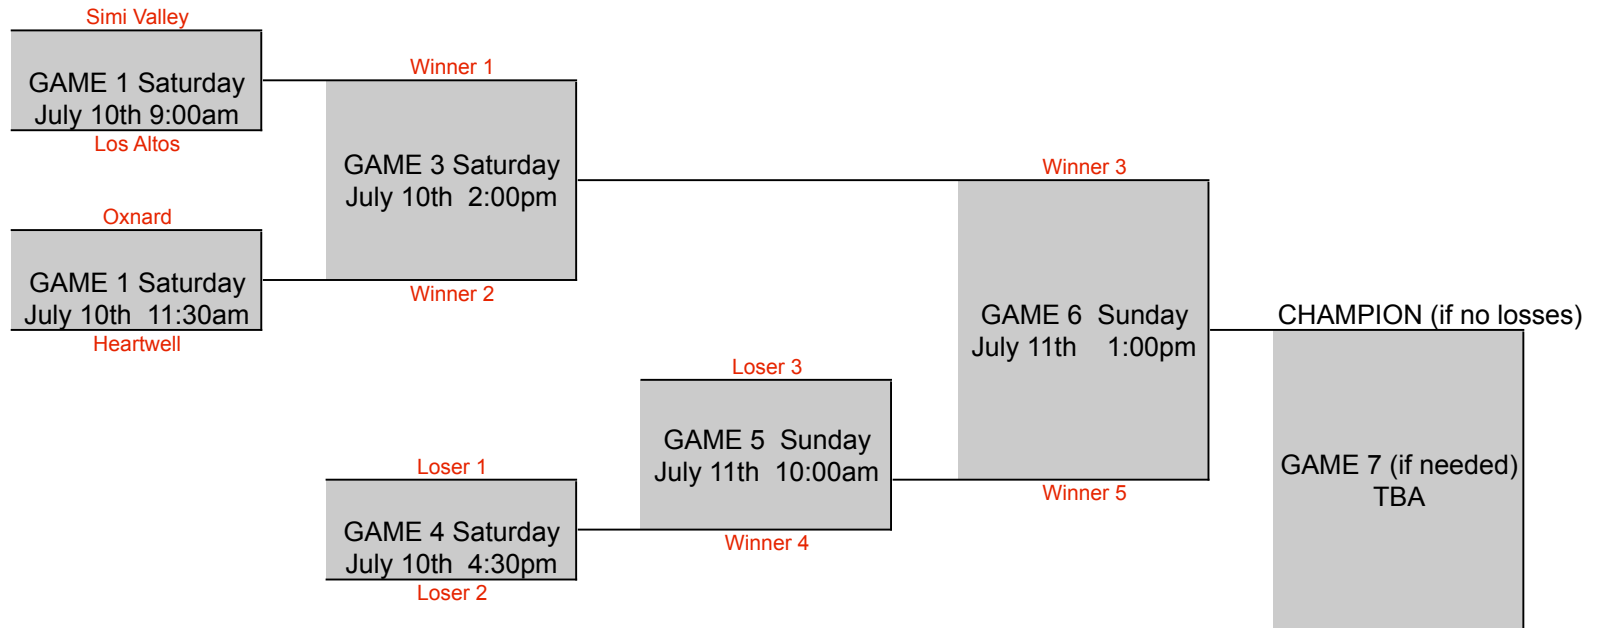 Simi Valley
GAME 1 Saturday
July 10th 9:00am
Los Altos
Oxnard
GAME 1 Saturday
July 10th  11:30am
Heartwell
Winner 1
GAME 3 Saturday
July 10th  2:00pm
Winner 2
Loser 1
GAME 4 Saturday
July 10th  4:30pm
Loser 2
Loser 3
GAME 5  Sunday
July 11th  10:00am
Winner 4
Winner 3
GAME 6  Sunday
July 11th    1:00pm
Winner 5
CHAMPION (if no losses)
GAME 7 (if needed)
TBA